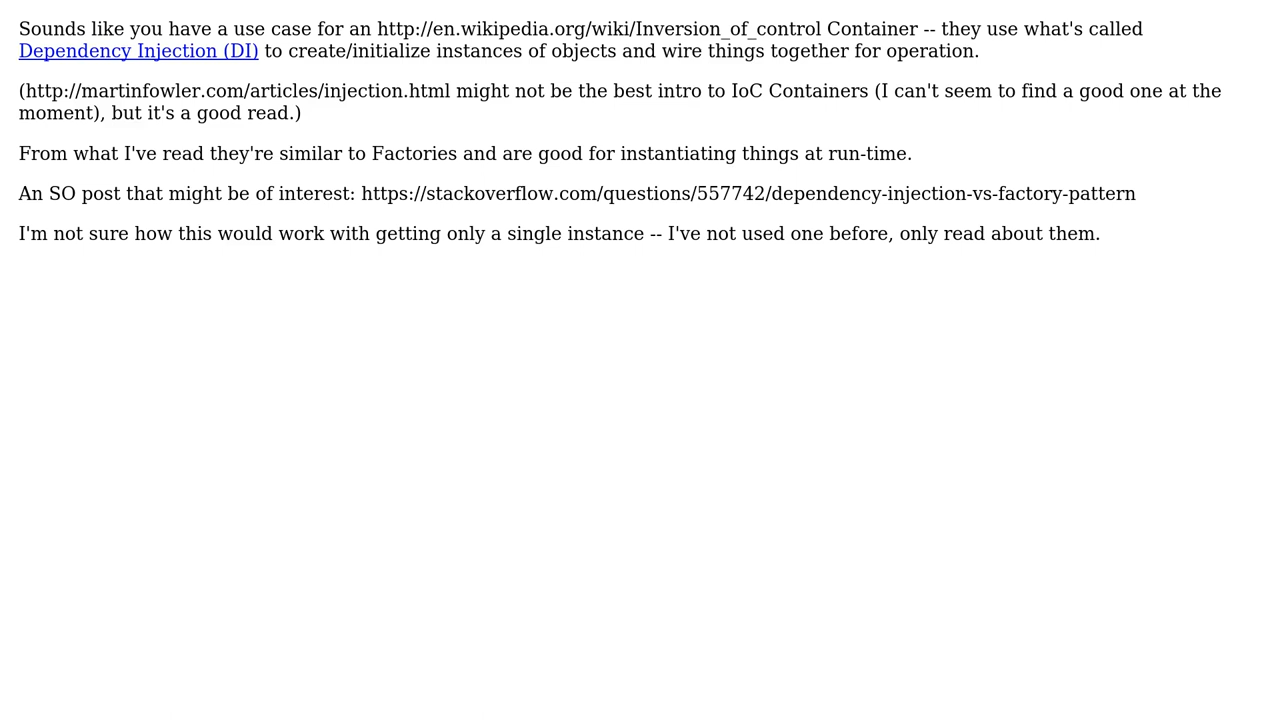 Sounds like you have a use case for an http://en.wikipedia.org/wiki/Inversion_of_control Container -- they use what's called
Dependency Injection (DI) to create/initialize instances of objects and wire things together for operation.
(http://martinfowler.com/articles/injection.html might not be the best intro to IoC Containers (I can't seem to find a good one at the
moment), but it's a good read.)
From what I've read they're similar to Factories and are good for instantiating things at run-time.
An SO post that might be of interest: https://stackoverflow.com/questions/557742/dependency-injection-vs-factory-pattern
I'm not sure how this would work with getting only a single instance -- I've not used one before, only read about them.